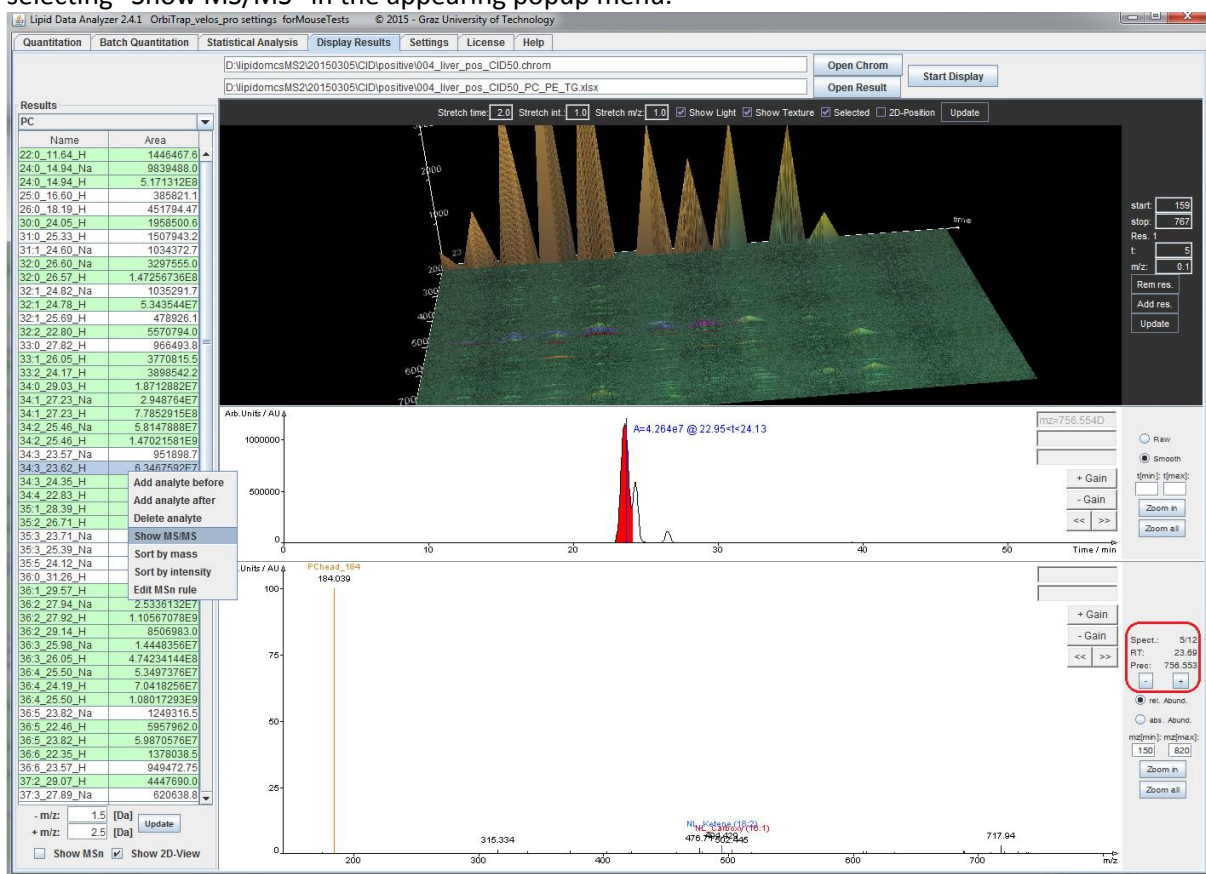 selecting "Show MS/MS" in the appearing popup menu.
Lipid Data Analyzer 2.4.1 OrbiTrap_velos_pro settings forMouseTests © 2015 - Graz University of Technology
Quantitation Batch Quantitation Statistical Analysis Display Results Settings License Help
D:\lipidomcsMS2\20150305\CID\positive\004_liver_pos_CID50.chrom Open Chrom
D:\lipidomcsMS2\20150305\CID\positive\004_liver_pos_CID50_PC_PE_TG.xlsx Open Result
Start Display
Results
PC
Name Area
22:0_11.64_H 1446467.6
24:0_14.94_Na 9839488.0
24:0_14.94_H 5.171312E8
25:0_16.60_H 385821.1
26:0_18.19_H 451794.47
30:0_24.05_H 1958500.6
31:0_25.33_H 1507943.2
31:1_24.60_Na 1034372.7
32:0_26.60_Na 3297555.0
32:0_26.57_H 1.47256736E8
32:1_24.82_Na 1035291.7
32:1_24.78_H 5.343544E7
32:1_25.69_H 478926.1
32:2_22.80_H 5570794.0
33:0_27.82_H 966493.8
33:1_26.05_H 3770815.5
33:2_24.17_H 3898542.2
34:0_29.03_H 1.8712882E7
34:1_27.23_Na 2.948764E7
34:1_27.23_H 7.7852915E8
34:2_25.46_Na 5.8147888E7
34:2_25.46_H 1.47021581E9
34:3_23.57_Na 951898.7
34:3_23.62_H 6.3467592E7
34:3_24.35_H
34:4_22.83_H
35:1_28.39_H
35:2_26.71_H
35:3_23.71_Na
35:3_25.39_Na
35:5_24.12_Na
36:0_31.26_H
36:1_29.57_H
36:2_27.94_Na 2.5336132E7
36:2_27.92_H 1.10567078E9
36:2_29.14_H 8506983.0
36:3_25.98_Na 1.4448356E7
36:3_26.05_H 4.74234144E8
36:4_25.50_Na 5.3497376E7
36:4_24.19_H 7.0418256E7
36:4_25.50_H 1.08017293E9
36:5_23.82_Na 1249316.5
36:5_22.46_H 5957962.0
36:5_23.82_H 5.9870576E7
36:6_22.35_H 1378038.5
36:6_23.57_H 949472.75
37:2_29.07_H 4447690.0
37:3_27.89_Na 620638.8
- m/z: 1.5 [Da]
+ m/z: 2.5 [Da]
Update
Show MSn Show 2D-View
Add analyte before
Add analyte after
Delete analyte
Show MS/MS
Sort by mass
Sort by intensity
Edit MSn rule
Stretch time: 2.0 Stretch int.: 1.0 Stretch m/z: 1.0 Show Light Show Texture Selected 2D-Position Update
2000
1000
23
time
200
300
400
500
600
700
start: 159
stop: 767
Res. 1
t: 5
m/z: 0.1
Rem res.
Add res.
Update
Arb.Units / AU
A=4.264e7 @ 22.95<t<24.13
1000000
500000
0
0 10 20 30 40 50 Time / min
mz=756.554D
+ Gain
- Gain
<< >>
Raw
Smooth
t[min]: t[max]:
Zoom in
Zoom all
.Units / AU
PChead_184
184.039
100
75
50
25
0
315.334
NL_Ketene (18:2)
NL_Carboxy (16:1)
502.445
717.94
200 300 400 500 600 700 m/z
+ Gain
- Gain
<< >>
Spect.: 5/12
RT: 23.69
Prec: 756.553
- +
rel. Abund.
abs. Abund.
mz[min]: mz[max]:
150 820
Zoom in
Zoom all